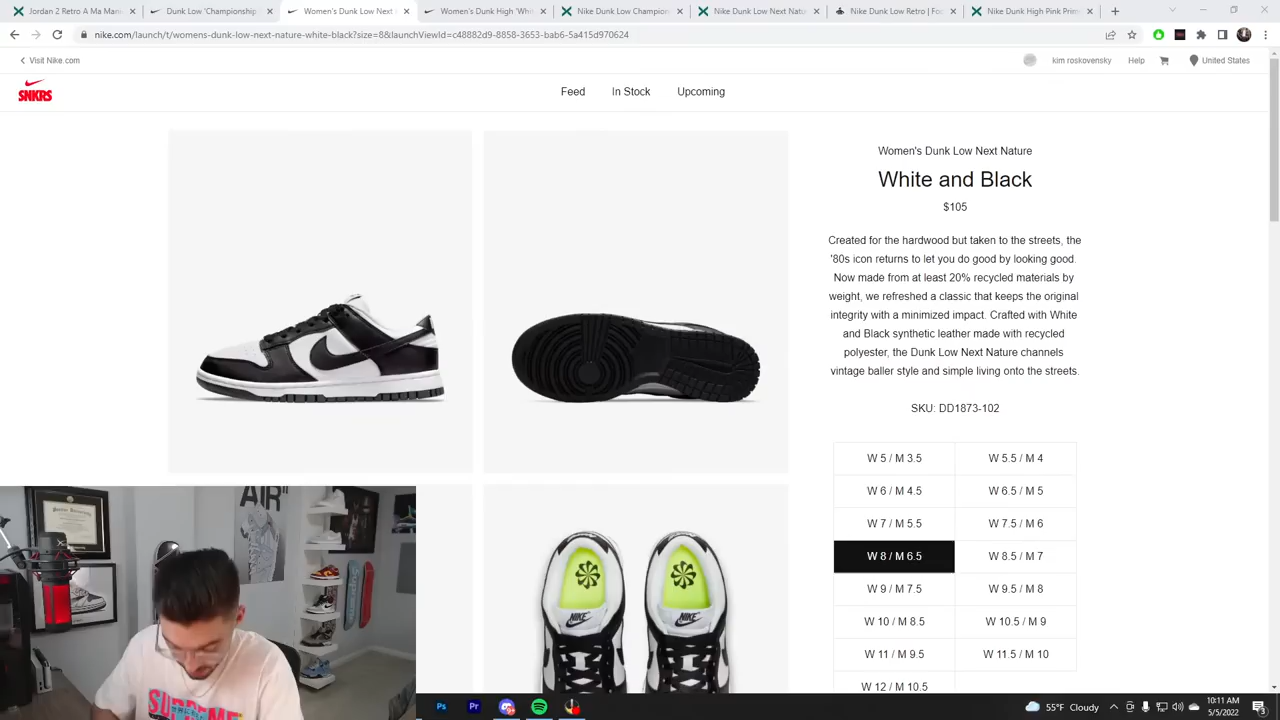 Jordan 2 Retro A Ma Mani
Dunk Low 'Championship
Women's Dunk Low Next N
Women's Dunk High 'Whit
Nike Dunk Low Champion
Nike Dunk Low Next Natu
Nike Dunk Low Retro | Foo
Nike Dunk High Pink Prim
nike.com/launch/t/womens-dunk-low-next-nature-white-black?size=8&launchViewId=c48882d9-8858-3653-bab6-5a415d970624
Visit Nike.com
kim roskovensky
Help
United States
SNKRS
Feed
In Stock
Upcoming
Women's Dunk Low Next Nature
White and Black
$105
Created for the hardwood but taken to the streets, the
'80s icon returns to let you do good by looking good.
Now made from at least 20% recycled materials by
weight, we refreshed a classic that keeps the original
integrity with a minimized impact. Crafted with White
and Black synthetic leather made with recycled
polyester, the Dunk Low Next Nature channels
vintage baller style and simple living onto the streets.
SKU: DD1873-102
W 5 / M 3.5
W 5.5 / M 4
W 6 / M 4.5
W 6.5 / M 5
W 7 / M 5.5
W 7.5 / M 6
W 8 / M 6.5
W 8.5 / M 7
W 9 / M 7.5
W 9.5 / M 8
W 10 / M 8.5
W 10.5 / M 9
W 11 / M 9.5
W 11.5 / M 10
W 12 / M 10.5
NIKE
NIKE
AIR"
SUPREME
Ps
Pr
55°F Cloudy
10:11 AM
5/5/2022
3